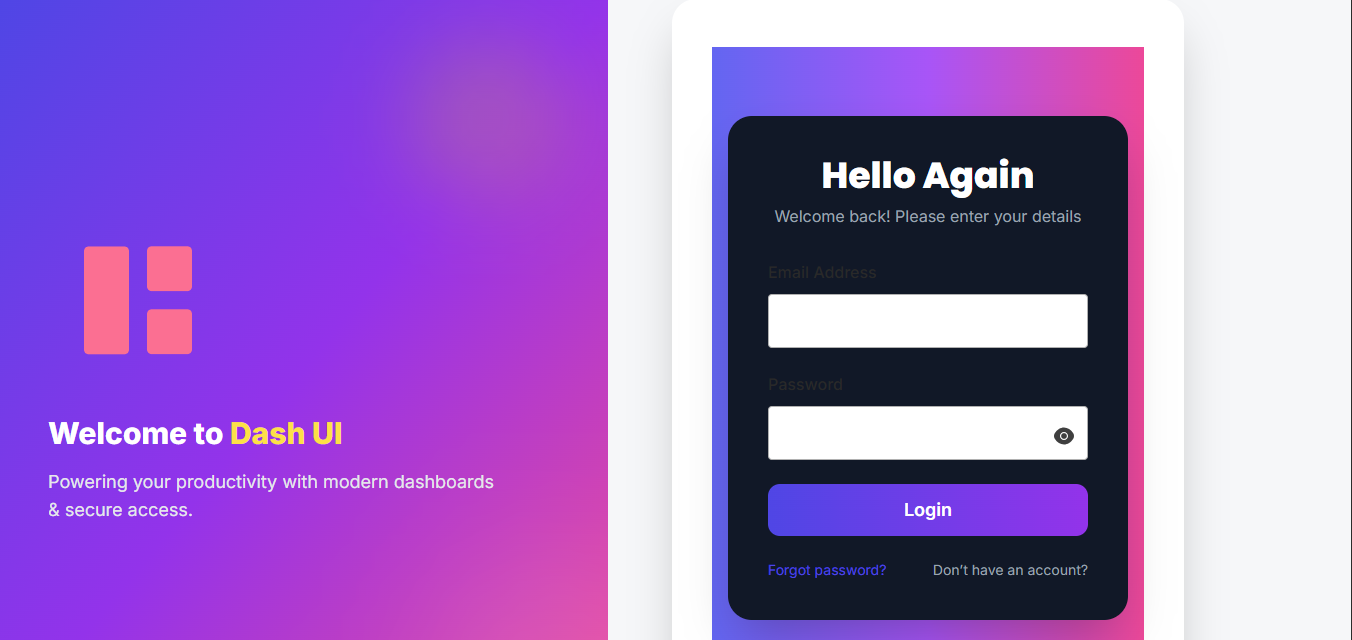 Welcome to Dash UI
Powering your productivity with modern dashboards
& secure access.
Hello Again
Welcome back! Please enter your details
Email Address
Password
Login
Forgot password?
Don’t have an account?